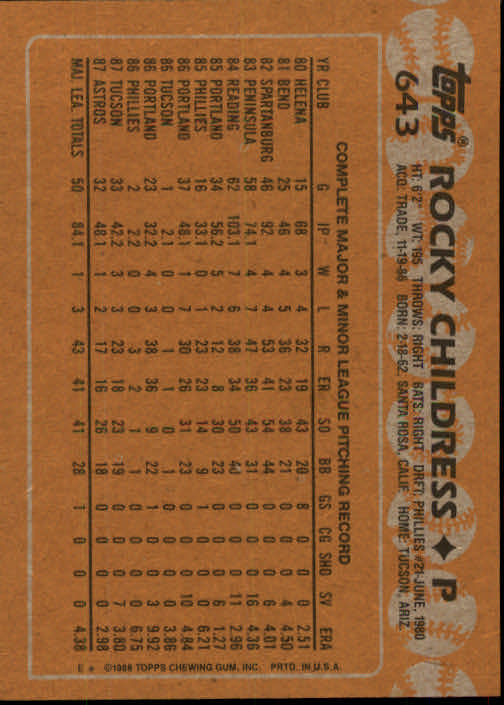 topps® ROCKY CHILDRESS ♦ P
643
HT: 6'2" WT: 195 THROWS: RIGHT BATS: RIGHT DRFT: PHILLIES #21-JUNE, 1980
ACQ: TRADE, 11-19-86 BORN: 2-18-62, SANTA ROSA, CALIF. HOME: TUCSON, ARIZ.
COMPLETE MAJOR & MINOR LEAGUE PITCHING RECORD
YR CLUB G IP W L R ER SO BB GS CG SHO SV ERA
80 HELENA 15 68 3 4 32 19 43 20 8 0 0 0 2.51
81 BEND 25 46 4 5 36 23 38 21 0 0 0 4 4.50
82 SPARTANBURG 46 92 4 4 53 41 54 44 0 0 0 6 4.01
83 PENINSULA 58 74.1 4 7 47 36 43 31 0 0 0 16 4.36
84 READING 62 103.1 7 6 38 34 50 40 0 0 0 11 2.96
85 PORTLAND 34 56.2 5 2 12 8 30 23 0 0 0 6 1.27
85 PHILLIES 16 33.1 0 1 23 23 14 9 1 0 0 0 6.21
86 PORTLAND 37 48.1 1 7 30 26 31 23 0 0 0 10 4.84
86 TUCSON 1 2.1 0 0 1 1 0 1 0 0 0 0 3.86
86 PORTLAND 23 32.2 4 3 38 36 9 22 1 0 0 3 9.92
86 PHILLIES 2 2.2 0 0 3 2 1 1 0 0 0 0 6.75
87 TUCSON 33 42.2 3 3 23 18 23 19 0 0 0 7 3.80
87 ASTROS 32 48.1 1 2 17 16 26 18 0 0 0 0 2.98
MAJ. LEA. TOTALS 50 84.1 1 3 43 41 41 28 1 0 0 0 4.38
E * ©1988 TOPPS CHEWING GUM, INC. PRTD. IN U.S.A.